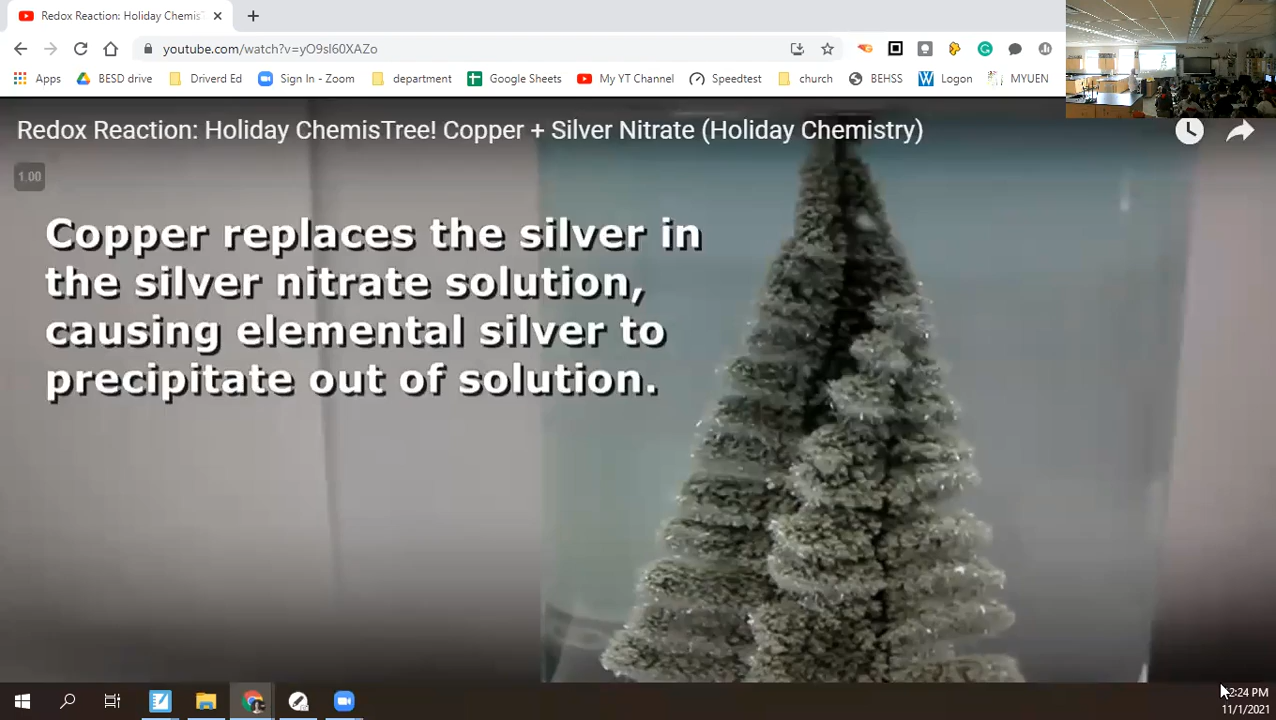 Redox Reaction: Holiday Chemis
youtube.com/watch?v=yO9sl60XAZo
Apps BESD drive Driverd Ed Sign In - Zoom department Google Sheets My YT Channel Speedtest church BEHSS Logon MYUEN
Redox Reaction: Holiday ChemisTree! Copper + Silver Nitrate (Holiday Chemistry)
1.00
Copper replaces the silver in
the silver nitrate solution,
causing elemental silver to
precipitate out of solution.
2:24 PM
11/1/2021